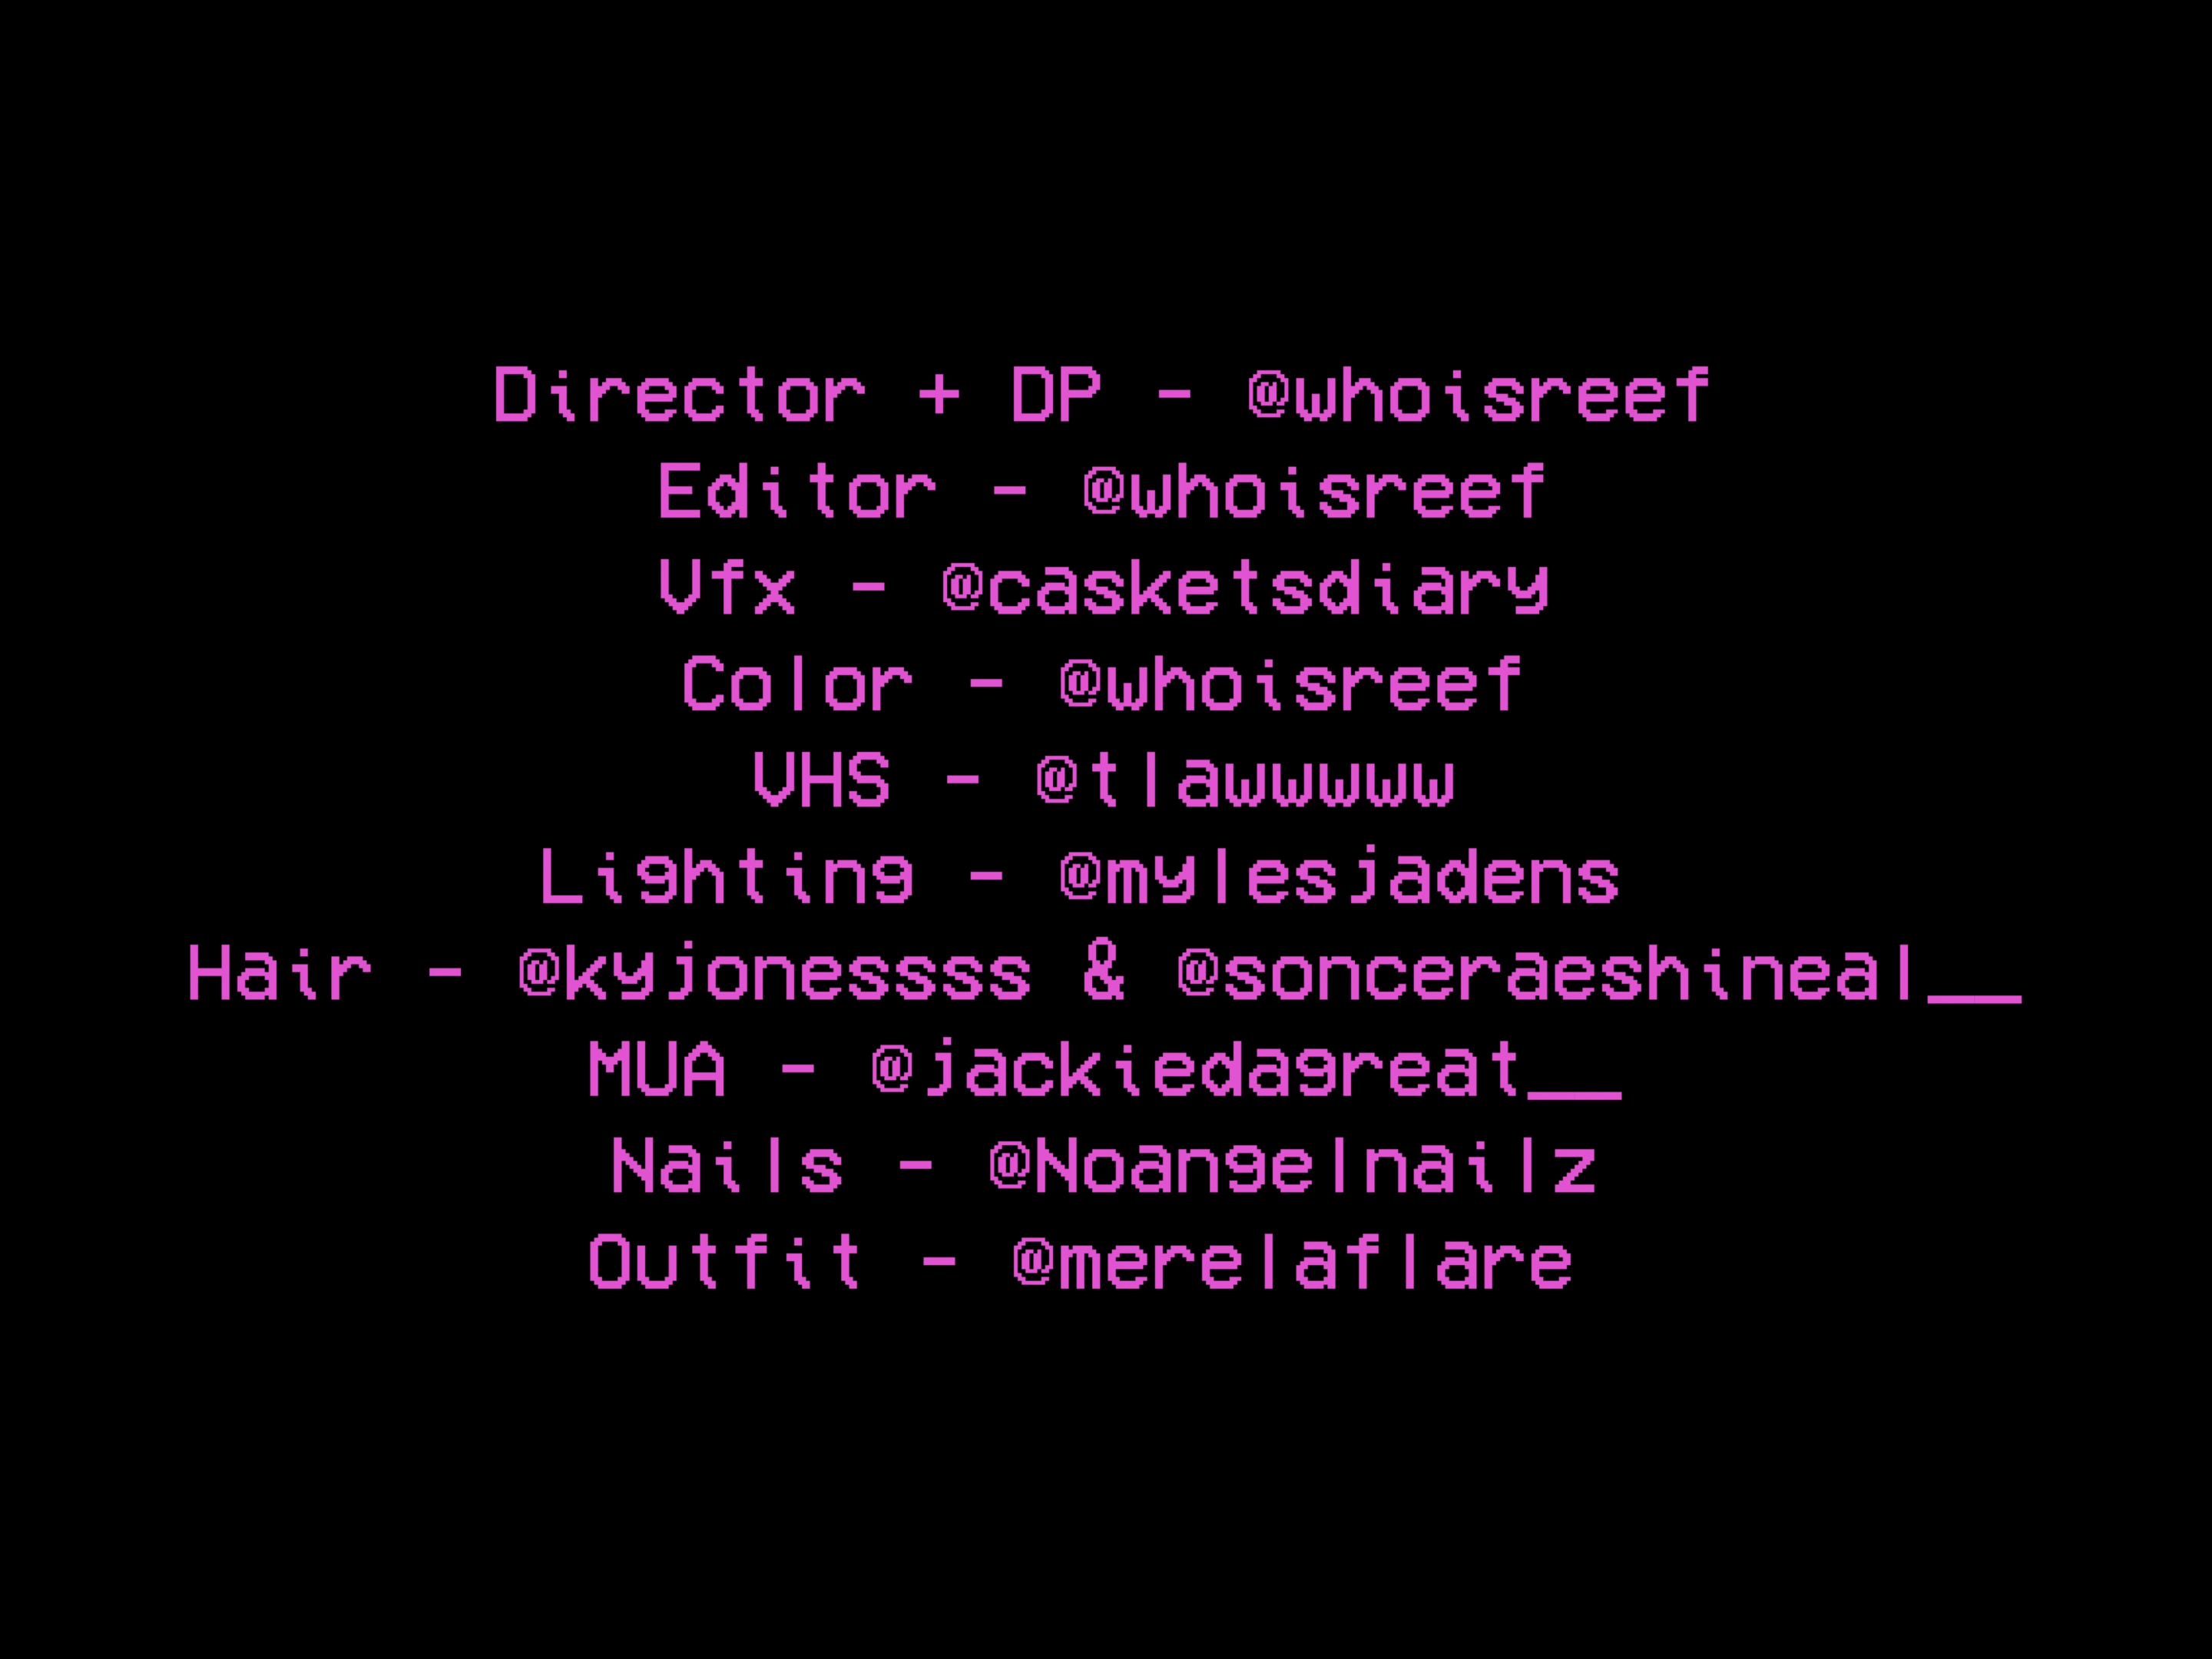 Director + DP - @whoisreef
Editor - @whoisreef
Vfx - @casketsdiary
Color - @whoisreef
VHS - @tlawwwww
Lighting - @mylesjadens
Hair - @kyjonessss & @sonceraeshineal__
MUA - @jackiedagreat__
Nails - @Noangelnailz
Outfit - @merelaflare